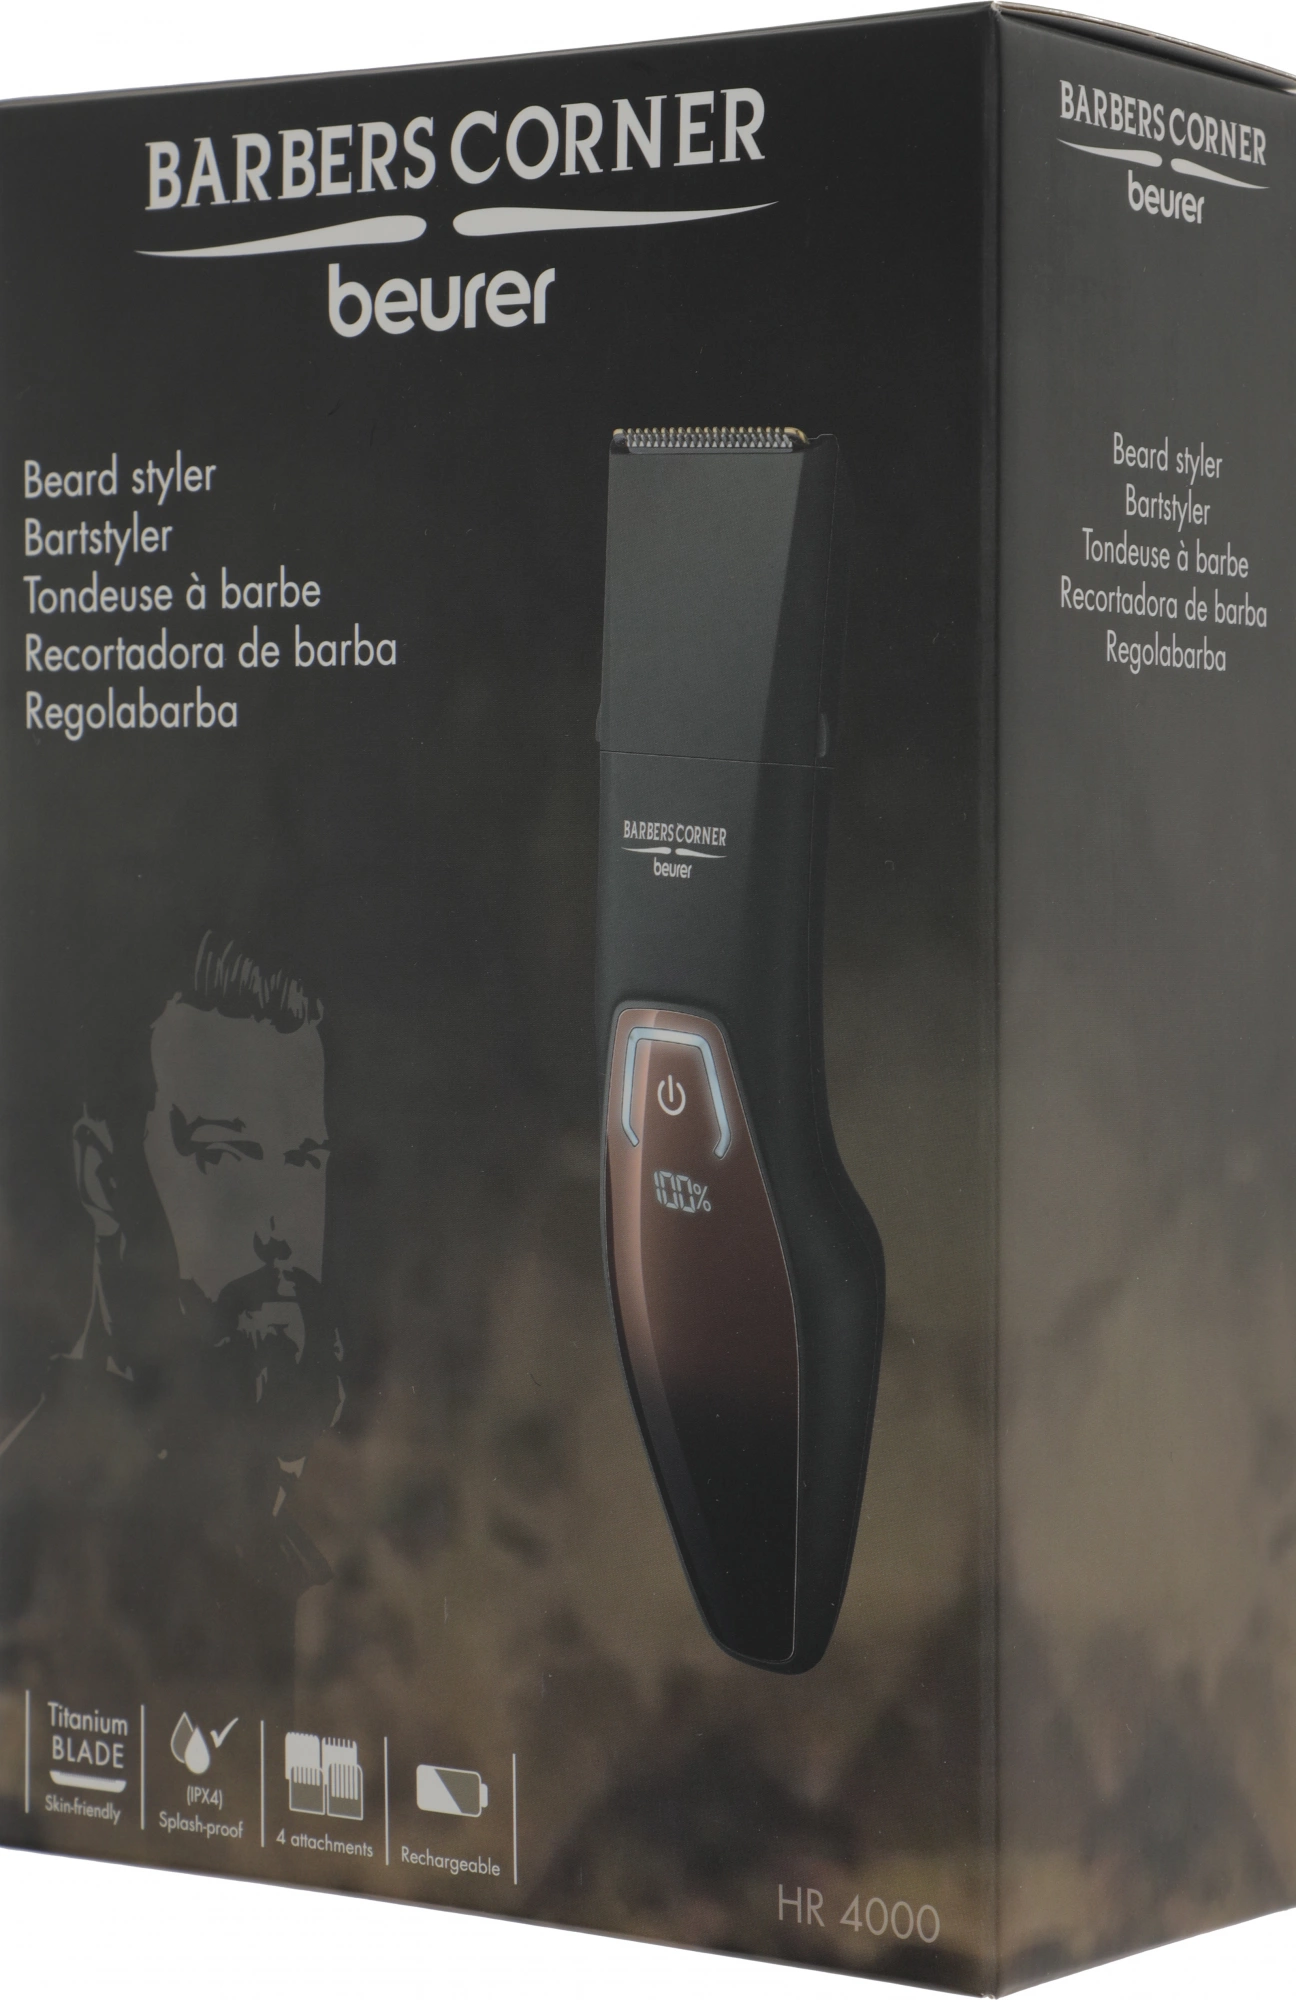 BARBERS CORNER
beurer
Beard styler
Bartstyler
Tondeuse à barbe
Recortadora de barba
Regolabarba
BARBERS CORNER
beurer
100%
Titanium
BLADE
Skin-friendly
(IPX4)
Splash-proof
4 attachments
Rechargeable
HR 4000
BARBERS CORNER
beurer
Beard styler
Bartstyler
Tondeuse à barbe
Recortadora de barba
Regolabarba